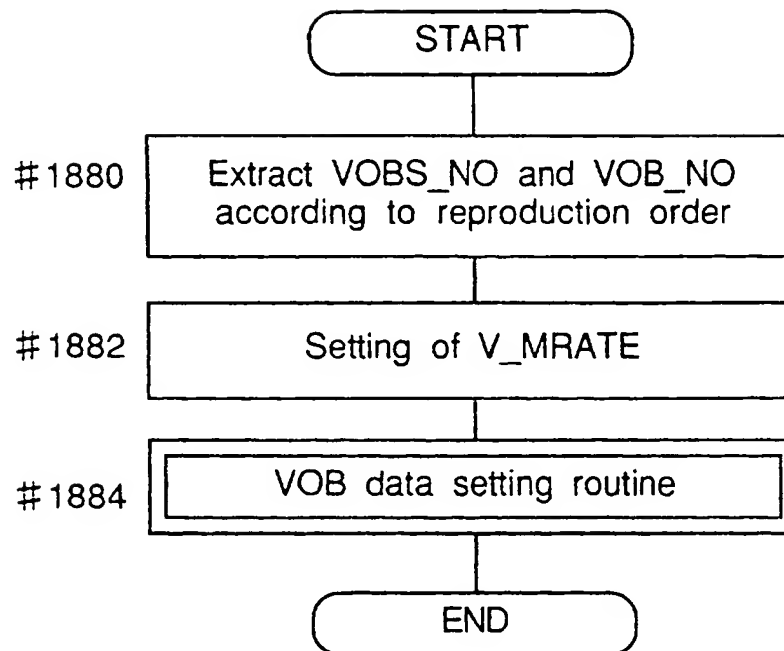 START
#1880
Extract VOBS_NO and VOB_NO
according to reproduction order
#1882
Setting of V_MRATE
#1884
VOB data setting routine
END